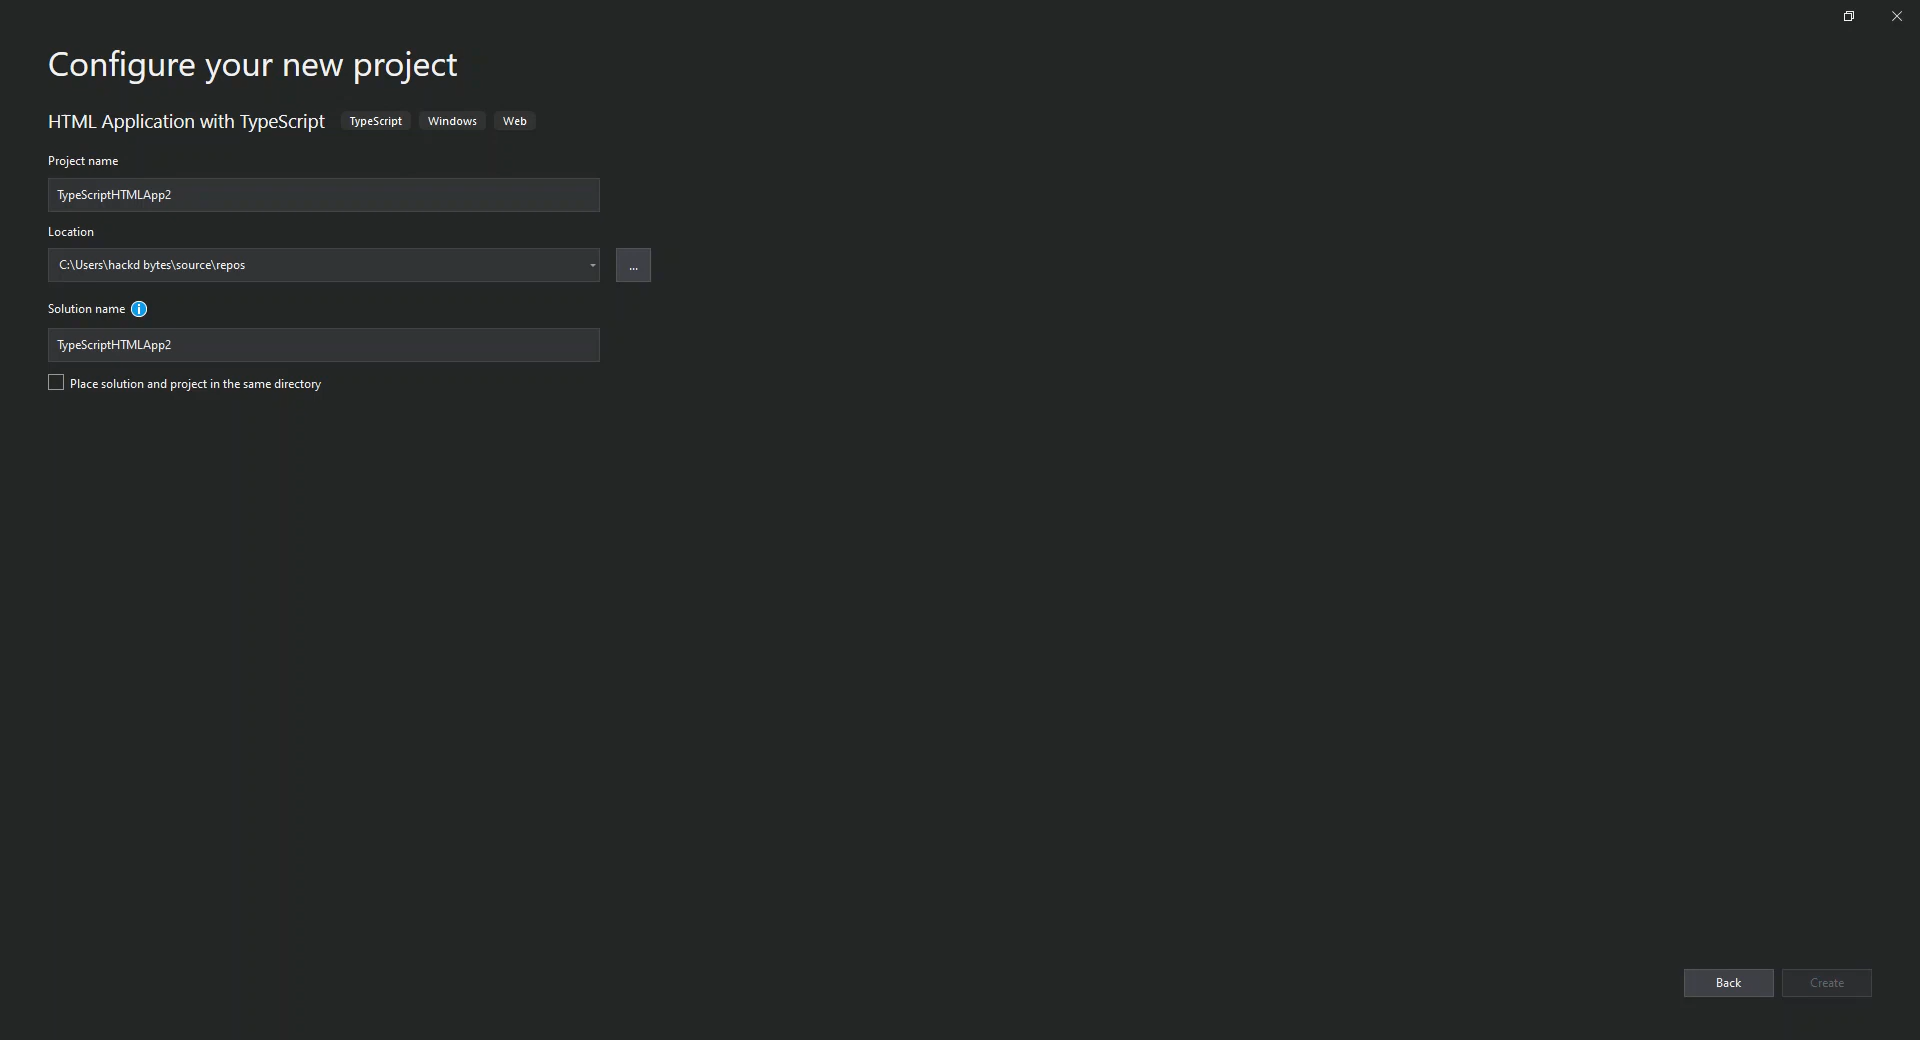 Configure your new project
HTML Application with TypeScript TypeScript Windows Web
Project name
TypeScriptHTMLApp2
Location
C:\Users\hackd bytes\source\repos
...
Solution name
TypeScriptHTMLApp2
Place solution and project in the same directory
Back Create